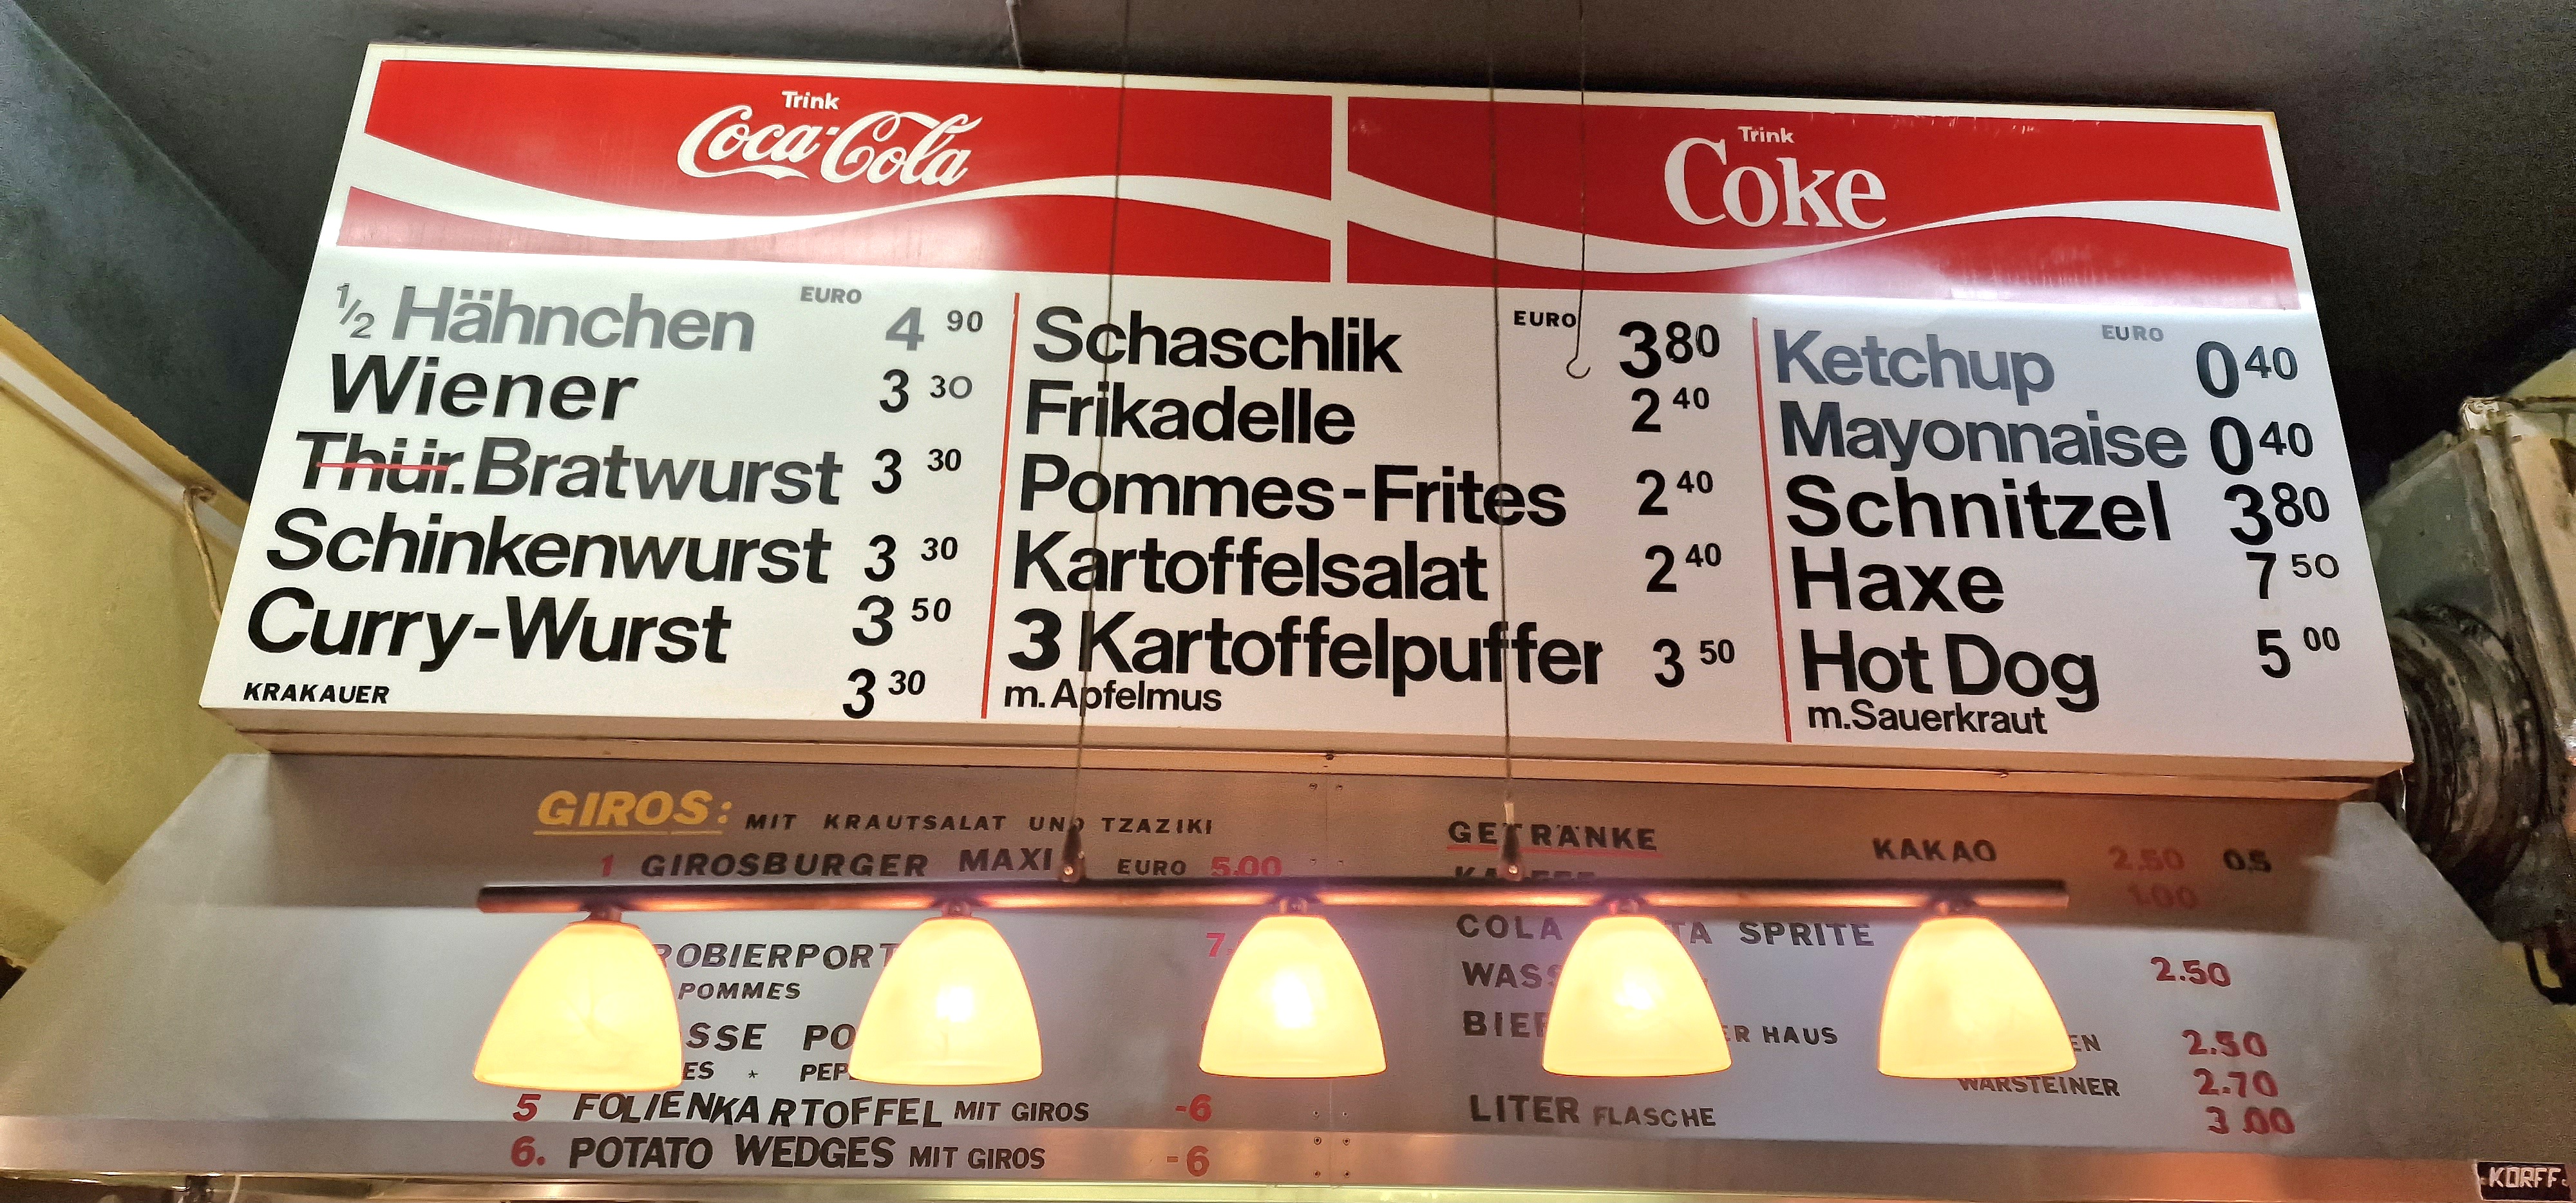 Trink
Coca-Cola
Trink
Coke
EURO
1/2 Hähnchen 4 90
Wiener 3 30
Thür. Bratwurst 3 30
Schinkenwurst 3 30
Curry-Wurst 3 50
KRAKAUER 3 30
EURO
Schaschlik 3 80
Frikadelle 2 40
Pommes-Frites 2 40
Kartoffelsalat 2 40
3 Kartoffelpuffer 3 50
m. Apfelmus
EURO
Ketchup 0 40
Mayonnaise 0 40
Schnitzel 3 80
Haxe 7 50
Hot Dog 5 00
m. Sauerkraut
GIROS: MIT KRAUTSALAT UND TZAZIKI
1 GIROSBURGER MAXI EURO 5.00
POMMES
5 FOLIENKARTOFFEL MIT GIROS -6
6. POTATO WEDGES MIT GIROS -6
GETRÄNKE
KAKAO 2.50 0,5
1.00
COLA SPRITE
2.50
HAUS
2.50
WARSTEINER 2.70
LITER FLASCHE 3.00
KORFF